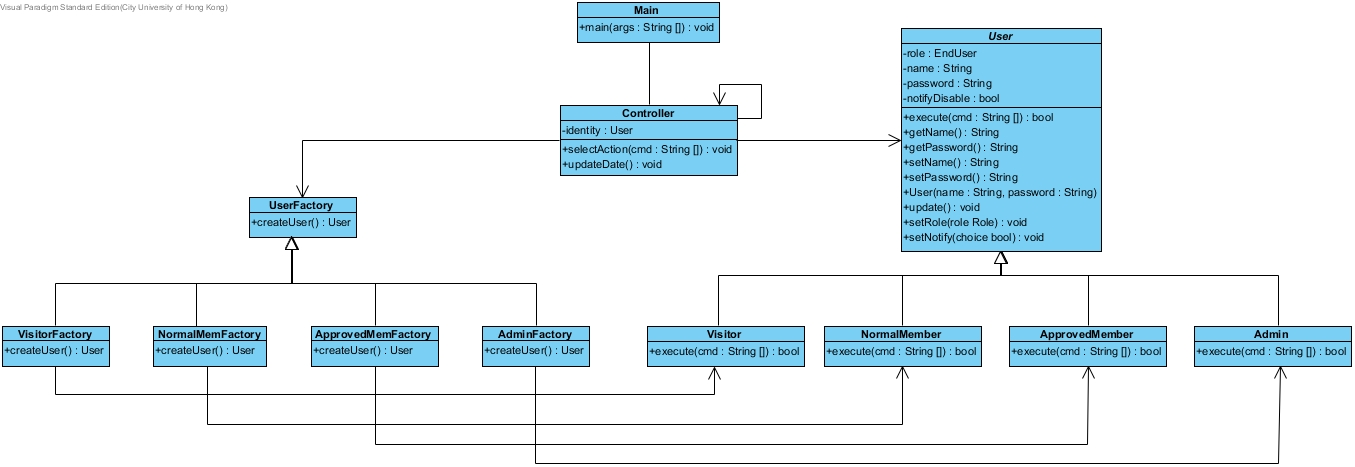 Visual Paradigm Standard Edition(City University of Hong Kong)
Main
+main(args : String []) : void
User
-role : EndUser
-name : String
-password : String
-notifyDisable : bool
+execute(cmd : String []) : bool
+getName() : String
+getPassword() : String
+setName() : String
+setPassword() : String
+User(name : String, password : String)
+update() : void
+setRole(role Role) : void
+setNotify(choice bool) : void
Controller
-identity : User
+selectAction(cmd : String []) : void
+updateDate() : void
UserFactory
+createUser() : User
VisitorFactory
+createUser() : User
NormalMemFactory
+createUser() : User
ApprovedMemFactory
+createUser() : User
AdminFactory
+createUser() : User
Visitor
+execute(cmd : String []) : bool
NormalMember
+execute(cmd : String []) : bool
ApprovedMember
+execute(cmd : String []) : bool
Admin
+execute(cmd : String []) : bool